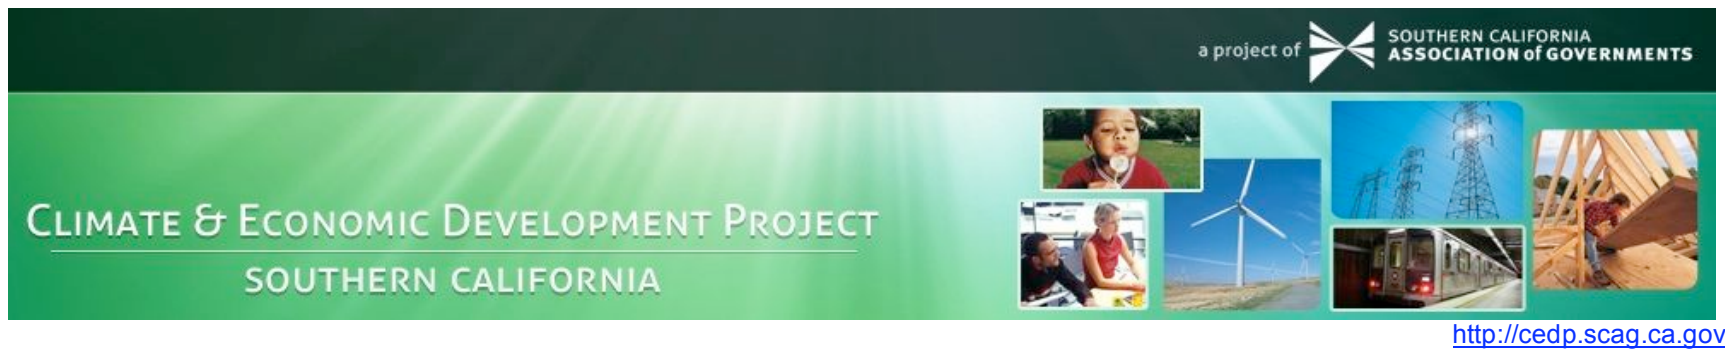 a project of
SOUTHERN CALIFORNIA
ASSOCIATION of GOVERNMENTS
CLIMATE & ECONOMIC DEVELOPMENT PROJECT
SOUTHERN CALIFORNIA
http://cedp.scag.ca.gov